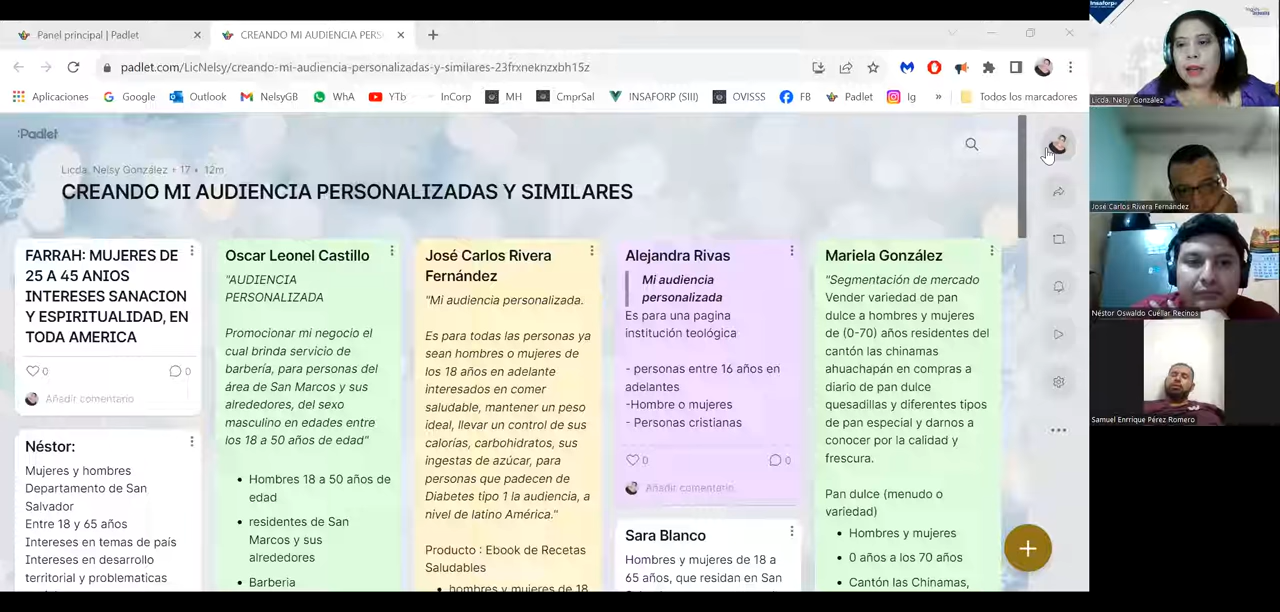 Panel principal | Padlet
CREANDO MI AUDIENCIA PERS
padlet.com/LicNelsy/creando-mi-audiencia-personalizadas-y-similares-z3frxneknzxbh15z
Aplicaciones
Google
Outlook
NelsyGB
WhA
YTb
InCorp
MH
CmprSal
INSAFORP (SIII)
OVISSS
FB
Padlet
Ig
»
Todos los marcadores
:Padlet
Licda. Nelsy González + 17 • 12m
CREANDO MI AUDIENCIA PERSONALIZADAS Y SIMILARES
FARRAH: MUJERES DE
25 A 45 ANIOS
INTERESES SANACION
Y ESPIRITUALIDAD, EN
TODA AMERICA
0
0
Añadir comentario
Néstor:
Mujeres y hombres
Departamento de San
Salvador
Entre 18 y 65 años
Intereses en temas de país
Intereses en desarrollo
territorial y problematicas
Oscar Leonel Castillo
"AUDIENCIA
PERSONALIZADA
Promocionar mi negocio el
cual brinda servicio de
barbería, para personas del
área de San Marcos y sus
alrededores, del sexo
masculino en edades entre
los 18 a 50 años de edad"
• Hombres 18 a 50 años de
edad
• residentes de San
Marcos y sus
alrededores
• Barberia
José Carlos Rivera
Fernández
"Mi audiencia personalizada.
Es para todas las personas ya
sean hombres o mujeres de
los 18 años en adelante
interesados en comer
saludable, mantener un peso
ideal, llevar un control de sus
calorías, carbohidratos, sus
ingestas de azúcar, para
personas que padecen de
Diabetes tipo 1 la audiencia, a
nivel de latino América."
Producto : Ebook de Recetas
Saludables
• hombres y mujeres de 18
Alejandra Rivas
Mi audiencia
personalizada
Es para una pagina
institución teológica
- personas entre 16 años en
adelantes
-Hombre o mujeres
- Personas cristianas
0
0
Añadir comentario
Sara Blanco
Hombres y mujeres de 18 a
65 años, que residan en San
Mariela González
"Segmentación de mercado
Vender variedad de pan
dulce a hombres y mujeres
de (0-70) años residentes del
cantón las chinamas
ahuachapán en compras a
diario de pan dulce
quesadillas y diferentes tipos
de pan especial y darnos a
conocer por la calidad y
frescura.
Pan dulce (menudo o
variedad)
• Hombres y mujeres
• 0 años a los 70 años
• Cantón las Chinamas,
Insaforp
Licda. Nelsy González
José Carlos Rivera Fernández
Néstor Oswaldo Cuéllar Recinos
Samuel Enrrique Pérez Romero